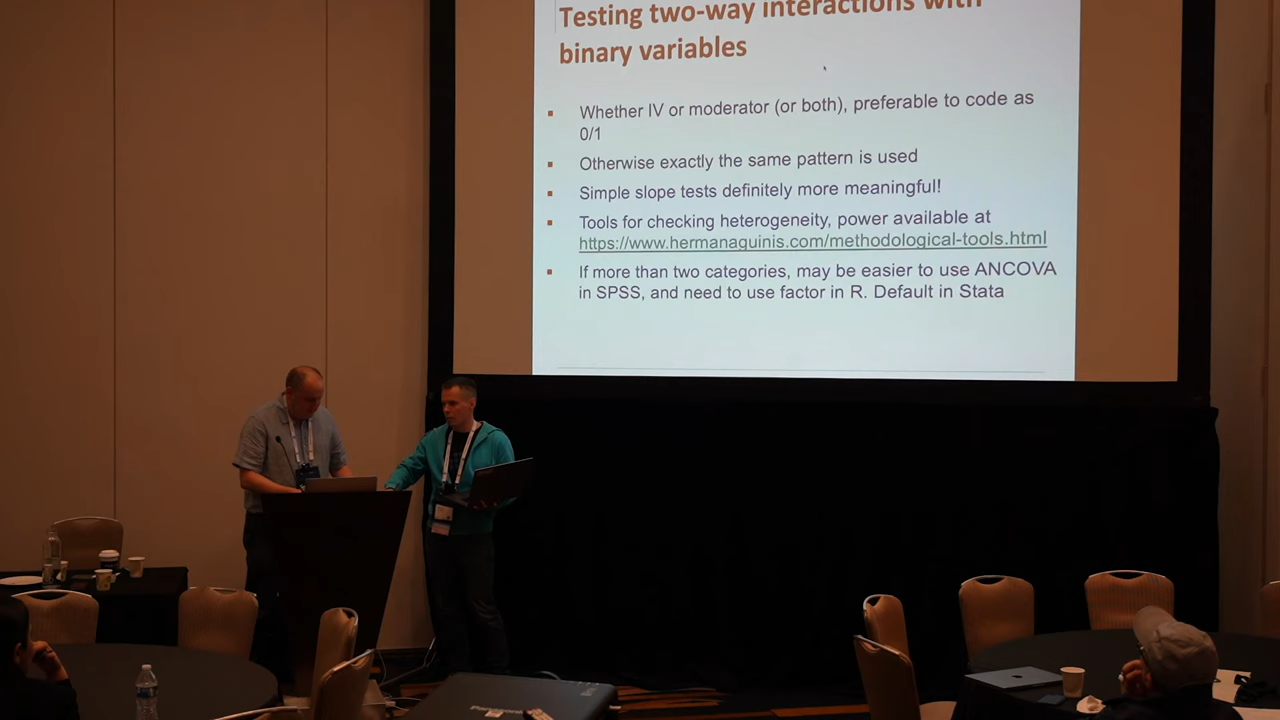 Testing two-way interactions with
binary variables
Whether IV or moderator (or both), preferable to code as
0/1
Otherwise exactly the same pattern is used
Simple slope tests definitely more meaningful!
Tools for checking heterogeneity, power available at
https://www.hermanaguinis.com/methodological-tools.html
If more than two categories, may be easier to use ANCOVA
in SPSS, and need to use factor in R. Default in Stata
Panasonic